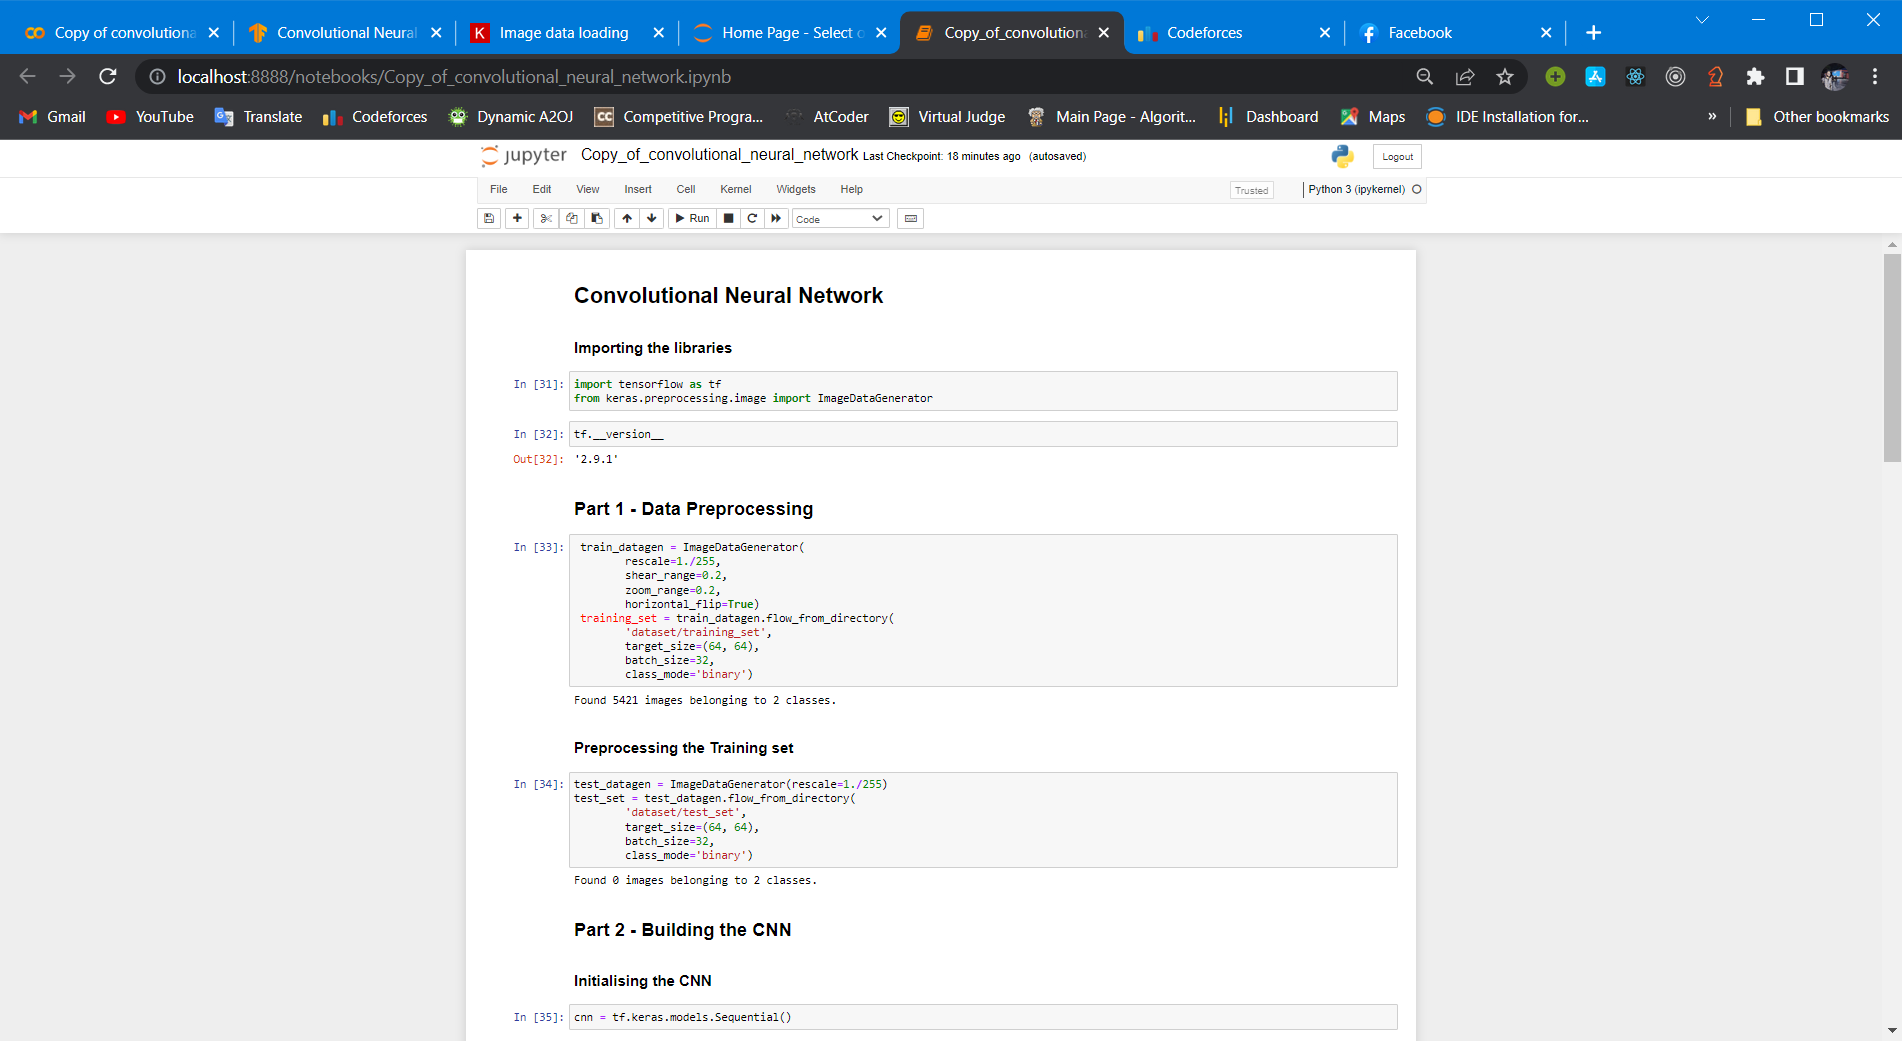 Copy of convolutiona
Convolutional Neural
Image data loading
Home Page - Select o
Copy_of_convolution
Codeforces
Facebook
localhost:8888/notebooks/Copy_of_convolutional_neural_network.ipynb
Gmail
YouTube
Translate
Codeforces
Dynamic A2OJ
CC Competitive Progra...
AtCoder
Virtual Judge
Main Page - Algorit...
Dashboard
Maps
IDE Installation for...
»
Other bookmarks
jupyter Copy_of_convolutional_neural_network Last Checkpoint: 18 minutes ago (autosaved)
Logout
File Edit View Insert Cell Kernel Widgets Help
Trusted
Python 3 (ipykernel)
Run
Code
Convolutional Neural Network
Importing the libraries
In [31]: import tensorflow as tf
from keras.preprocessing.image import ImageDataGenerator
In [32]: tf.__version__
Out[32]: '2.9.1'
Part 1 - Data Preprocessing
In [33]: train_datagen = ImageDataGenerator(
rescale=1./255,
shear_range=0.2,
zoom_range=0.2,
horizontal_flip=True)
training_set = train_datagen.flow_from_directory(
'dataset/training_set',
target_size=(64, 64),
batch_size=32,
class_mode='binary')
Found 5421 images belonging to 2 classes.
Preprocessing the Training set
In [34]: test_datagen = ImageDataGenerator(rescale=1./255)
test_set = test_datagen.flow_from_directory(
'dataset/test_set',
target_size=(64, 64),
batch_size=32,
class_mode='binary')
Found 0 images belonging to 2 classes.
Part 2 - Building the CNN
Initialising the CNN
In [35]: cnn = tf.keras.models.Sequential()